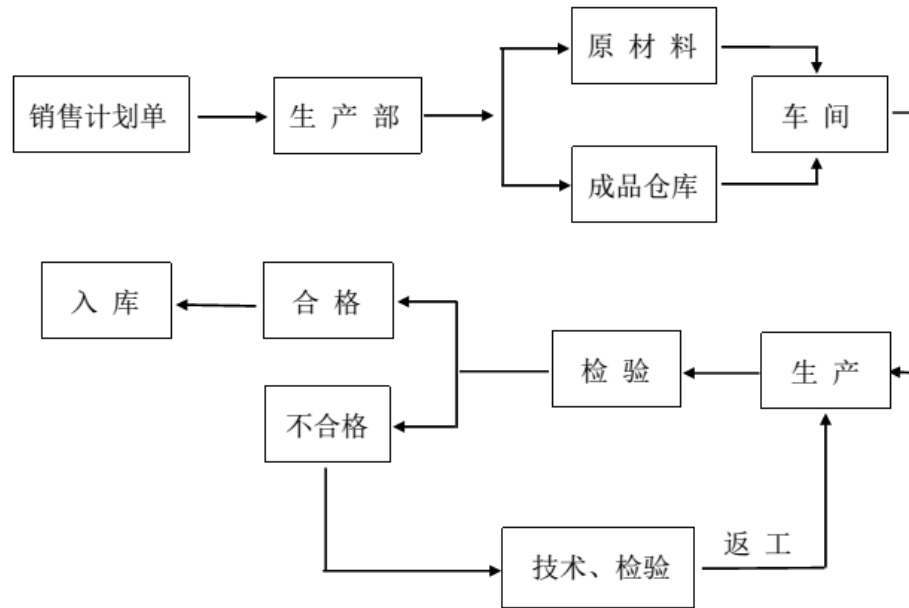 原 材 料
销售计划单
生 产 部
车 间
成品仓库
入 库
合 格
检 验
生 产
不合格
返 工
技术、检验